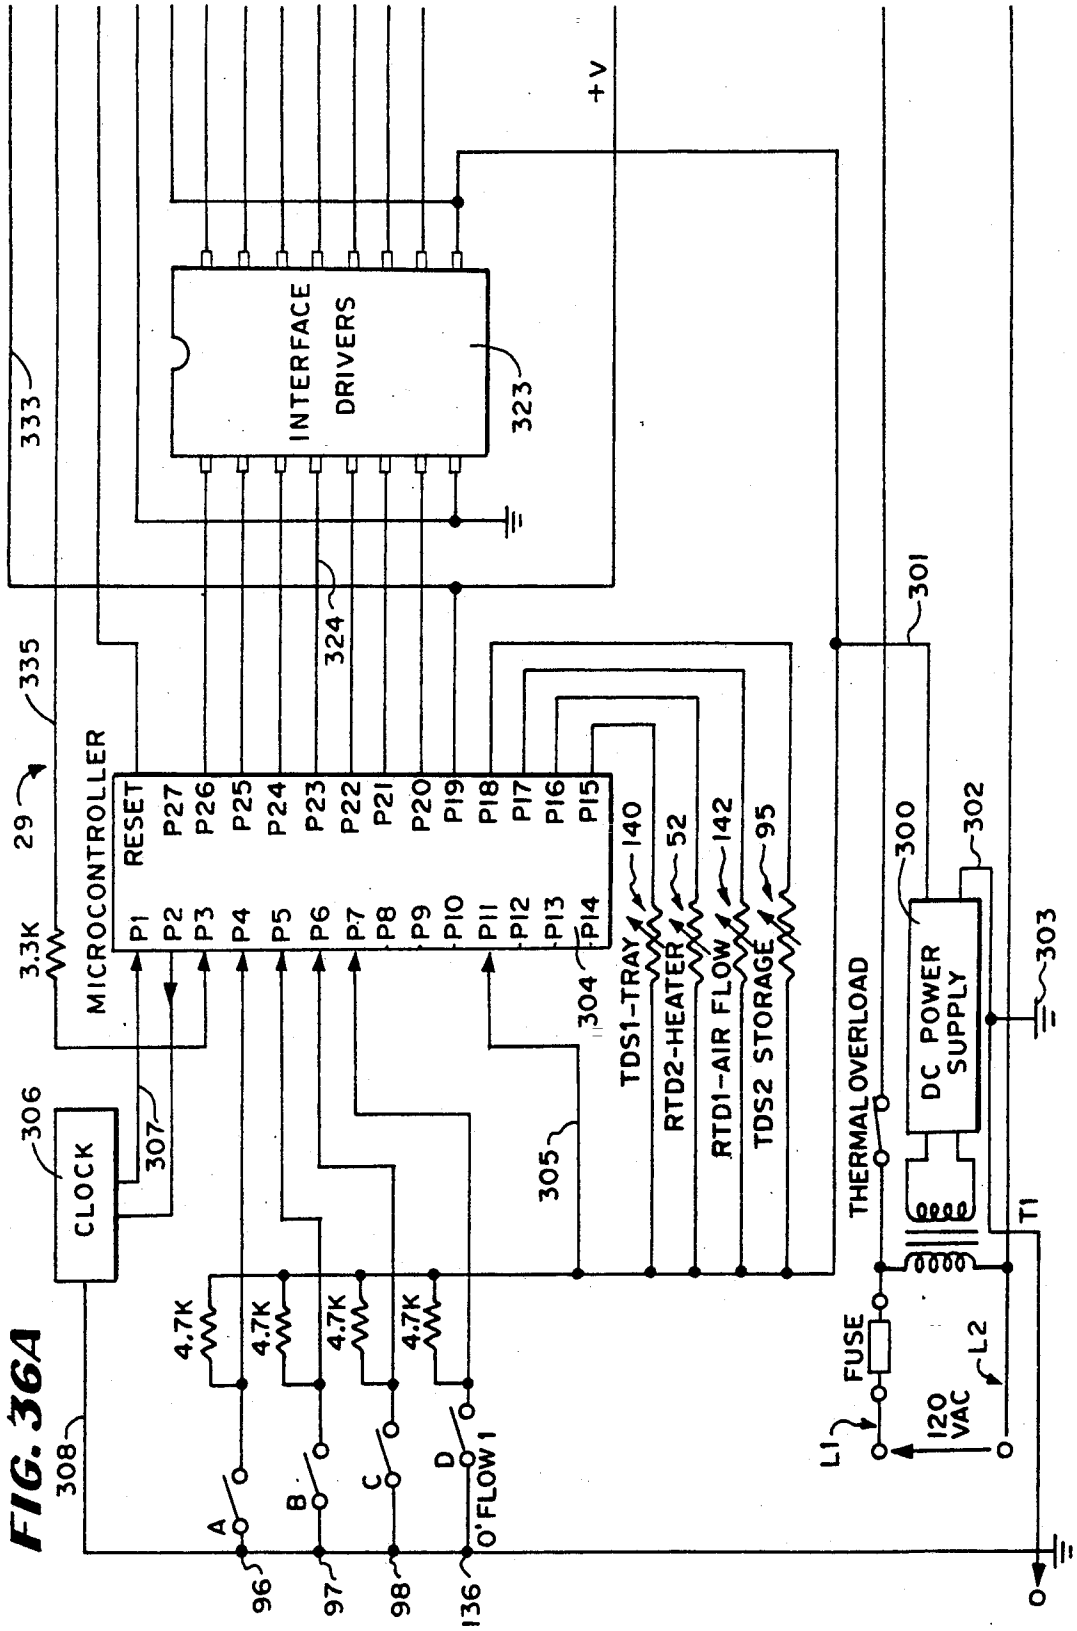 FIG. 36A
308
CLOCK
306
307
3.3K
29
335
333
MICROCONTROLLER
P1
P2
P3
P4
P5
P6
P7
P8
P9
P10
P11
P12
P13
P14
RESET
P27
P26
P25
P24
P23
P22
P21
P20
P19
P18
P17
P16
P15
304
324
INTERFACE
DRIVERS
323
+V
4.7K
4.7K
4.7K
4.7K
A
B
C
D
96
97
98
136
O'FLOW 1
305
TDS1-TRAY
140
RTD2-HEATER
52
RTD1-AIR FLOW
142
TDS2 STORAGE
95
L1
FUSE
THERMAL OVERLOAD
120
VAC
L2
T1
DC POWER
SUPPLY
300
301
302
303
O